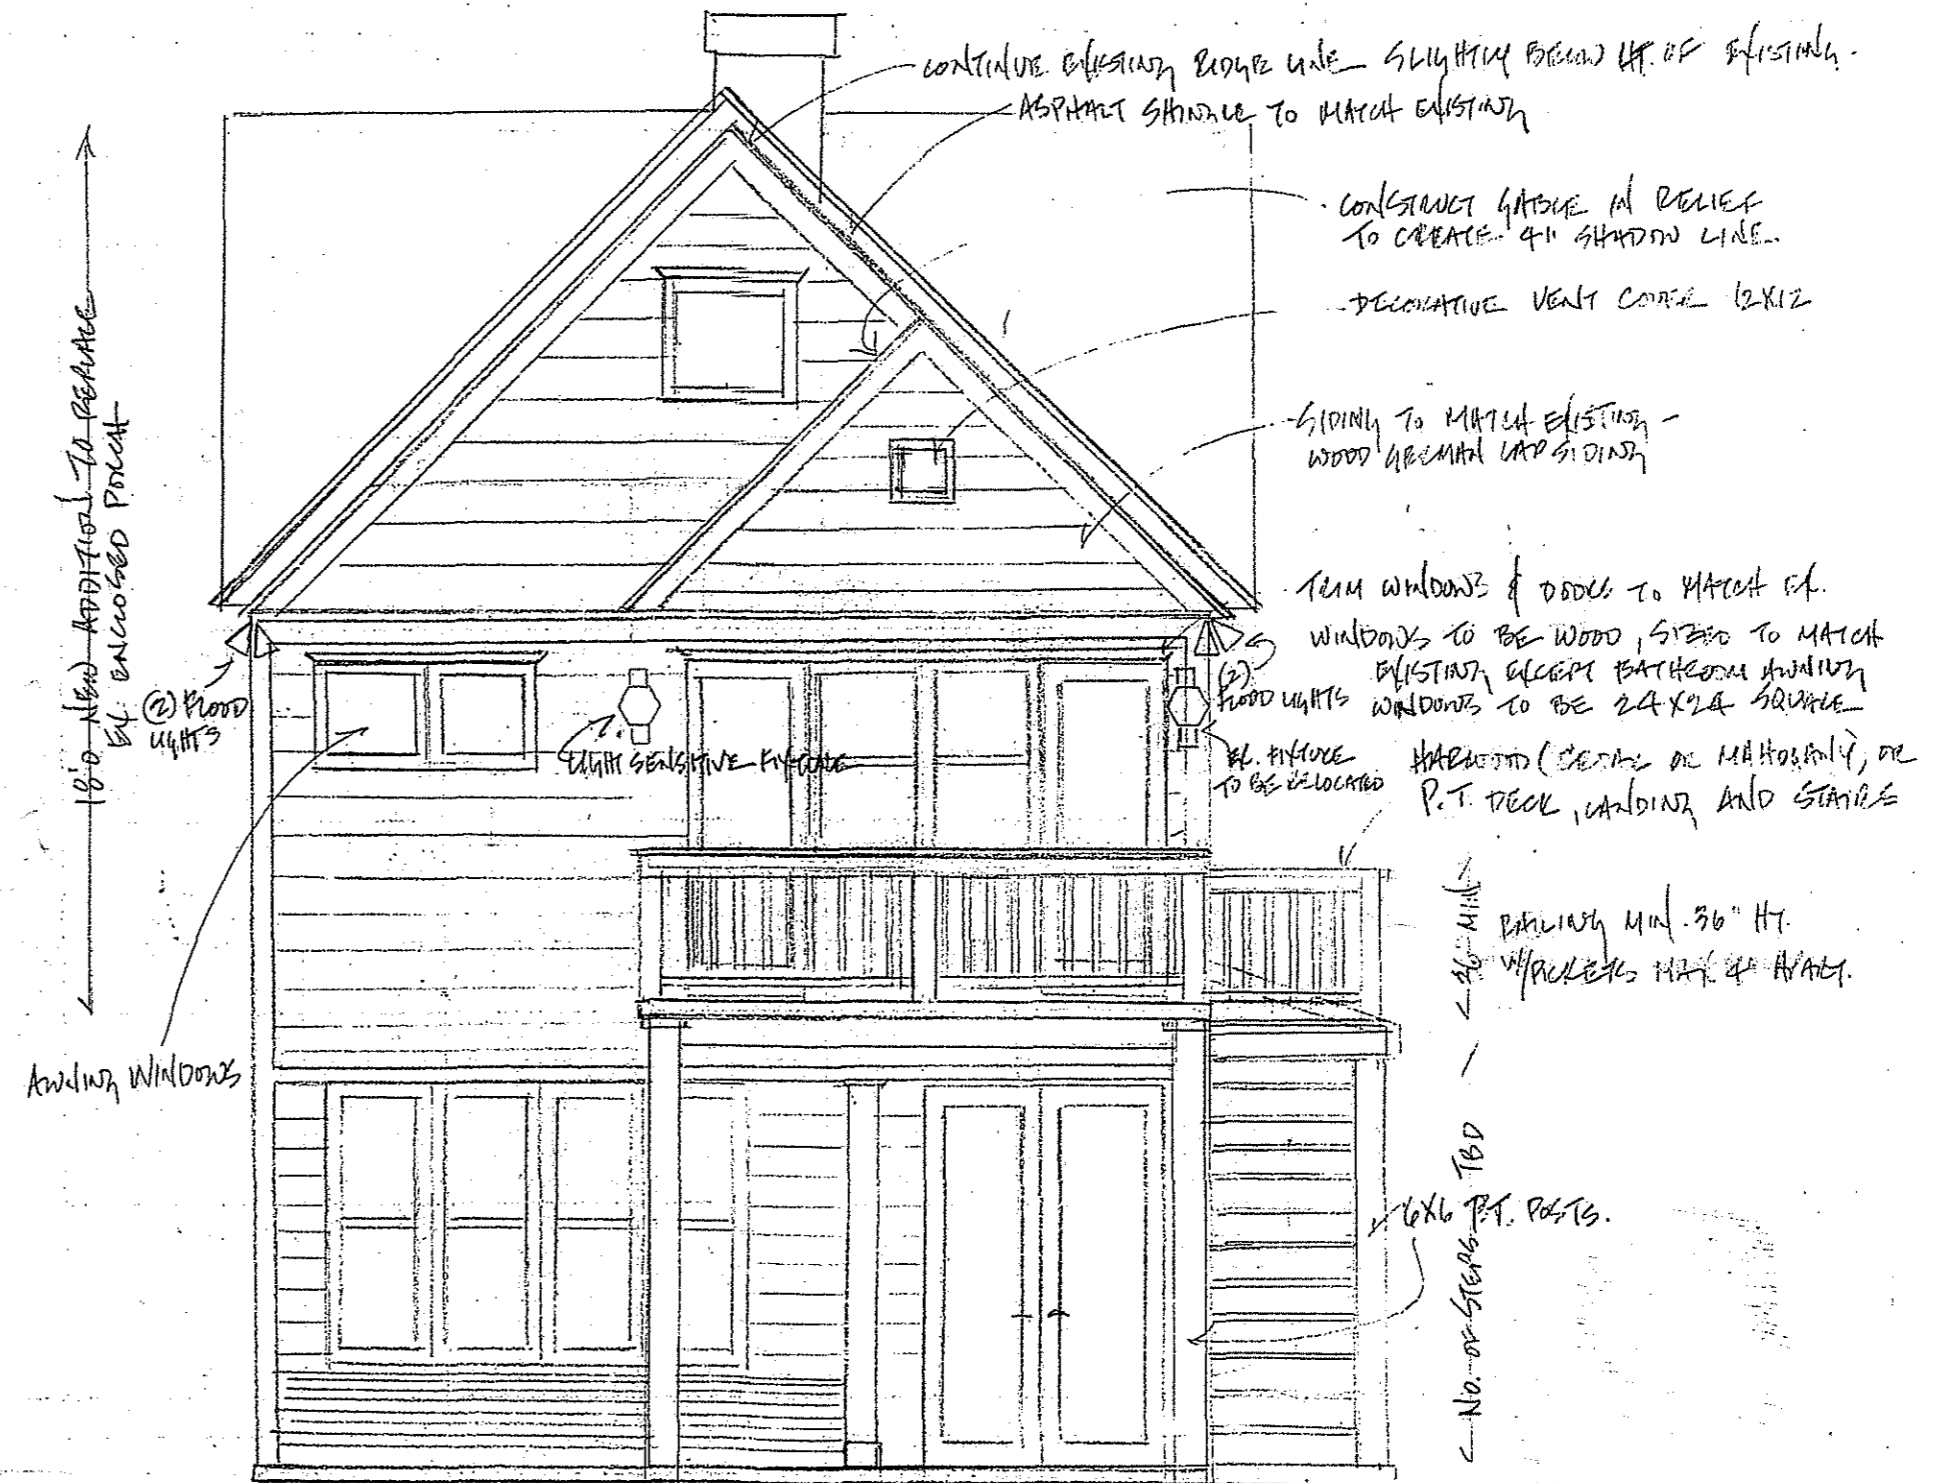 CONTINUE EXISTING RIDGE LINE SLIGHTLY BELOW HT. OF EXISTING.
ASPHALT SHINGLE TO MATCH EXISTING
CONSTRUCT GABLE IN RELIEF
TO CREATE 4" SHADOW LINE.
DECORATIVE VENT COVER 12X12
SIDING TO MATCH EXISTING
WOOD GERMAN LAP SIDING
TRIM WINDOWS & DOORS TO MATCH EX.
WINDOWS TO BE WOOD, SIZED TO MATCH
EXISTING EXCEPT BATHROOM AWNING
WINDOWS TO BE 24X24 SQUARE
18'0 NEW ADDITION TO REPLACE
EX. ENCLOSED PORCH
(2) FLOOD
LIGHTS
LIGHT SENSITIVE FIXTURE
(2)
FLOOD LIGHTS
EX. FIXTURE
TO BE RELOCATED
HARWOOD (CEDAR OR MAHOGANY), OR
P.T. DECK, LANDING AND STAIRS
36" MIN
RAILING MIN. 36" HT.
W/PICKETS MAX 4" APART.
AWNING WINDOWS
6X6 P.T. POSTS.
NO. OF STEPS TBD